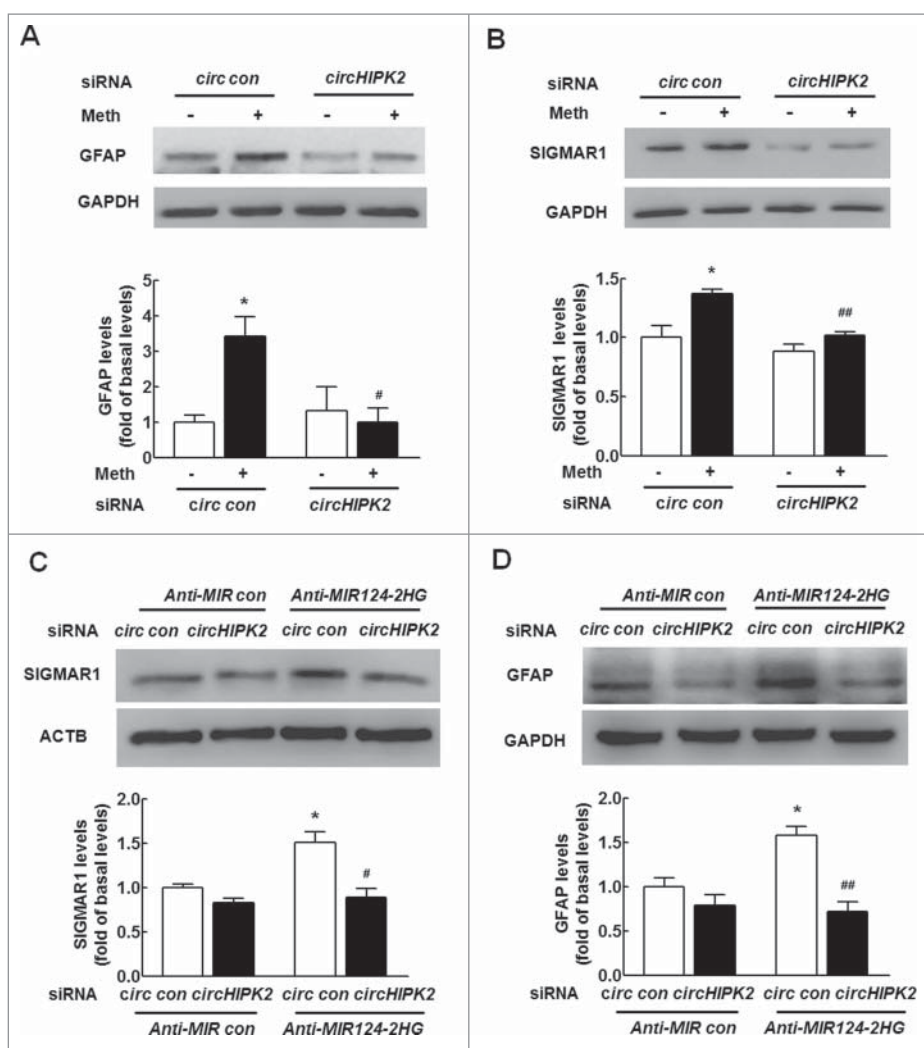 A
siRNA circ con circHIPK2
Meth - + - +
GFAP
GAPDH
GFAP levels
(fold of basal levels)
5
4
3
2
1
0
*
#
Meth - + - +
siRNA circ con circHIPK2
B
siRNA circ con circHIPK2
Meth - + - +
SIGMAR1
GAPDH
SIGMAR1 levels
(fold of basal levels)
1.5
1.0
0.5
0.0
*
##
Meth - + - +
siRNA circ con circHIPK2
C
Anti-MIR con Anti-MIR124-2HG
siRNA circ con circHIPK2 circ con circHIPK2
SIGMAR1
ACTB
SIGMAR1 levels
(fold of basal levels)
2.0
1.5
1.0
0.5
0.0
*
#
siRNA circ con circHIPK2 circ con circHIPK2
Anti-MIR con Anti-MIR124-2HG
D
Anti-MIR con Anti-MIR124-2HG
siRNA circ con circHIPK2 circ con circHIPK2
GFAP
GAPDH
GFAP levels
(fold of basal levels)
2.0
1.5
1.0
0.5
0.0
*
##
siRNA circ con circHIPK2 circ con circHIPK2
Anti-MIR con Anti-MIR124-2HG